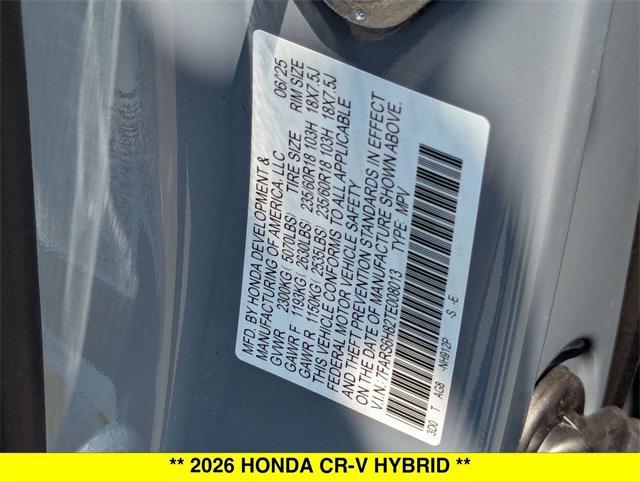 MFD. BY HONDA DEVELOPMENT & 06/25
MANUFACTURING OF AMERICA, LLC
GVWR 2300KG( 5070LBS) TIRE SIZE RIM SIZE
GAWR F 1193KG( 2630LBS) 235/60R18 103H 18X7.5J
GAWR R 1150KG( 2535LBS) 235/60R18 103H 18X7.5J
THIS VEHICLE CONFORMS TO ALL APPLICABLE
FEDERAL MOTOR VEHICLE SAFETY
AND THEFT PREVENTION STANDARDS IN EFFECT
ON THE DATE OF MANUFACTURE SHOWN ABOVE.
V.I.N.: 7FARS6H82TE008013 TYPE: MPV
3D0 T AG8 -NH912P - S -E
** 2026 HONDA CR-V HYBRID **